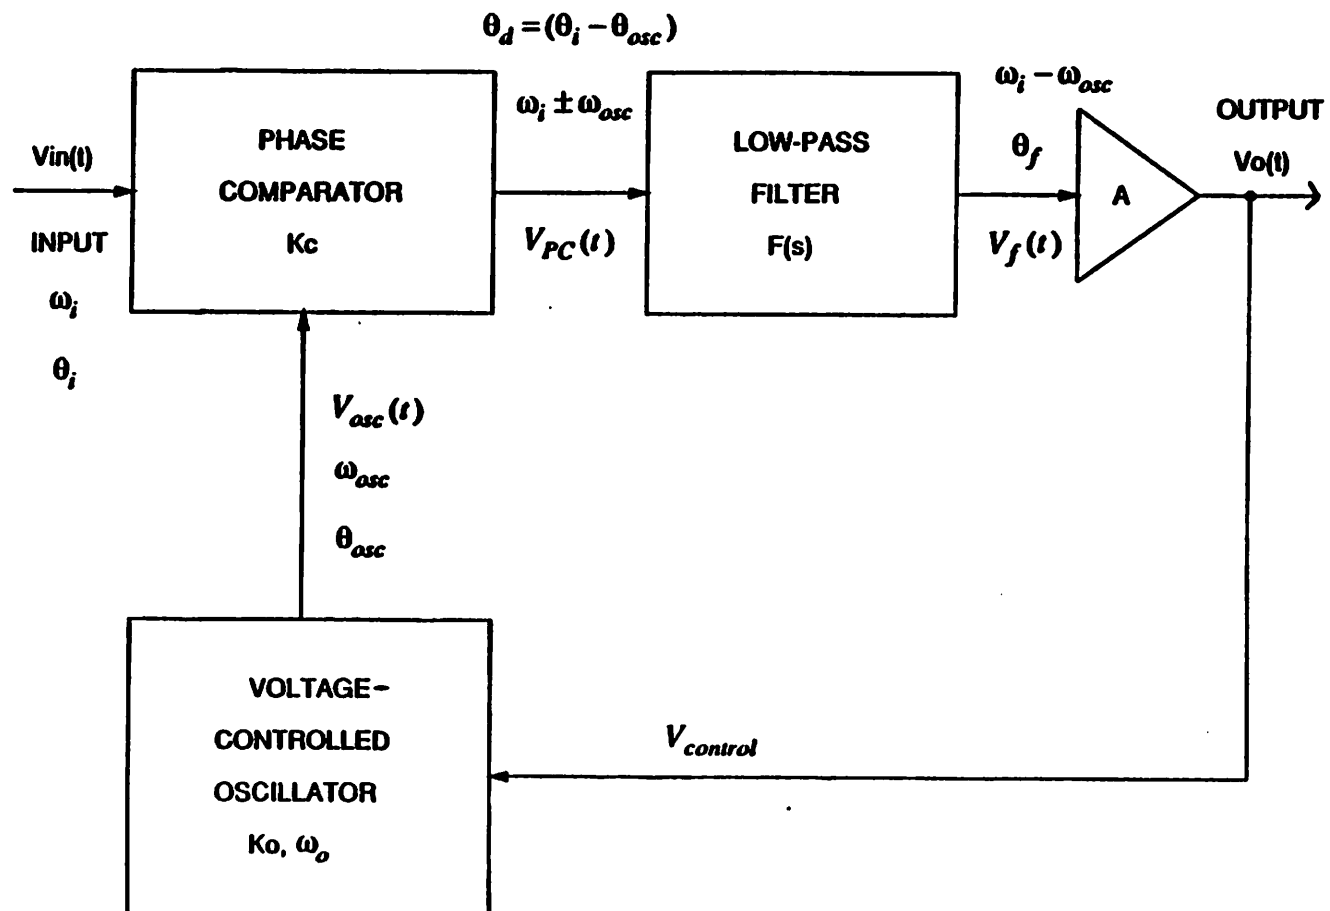 θd = (θi − θosc)
ωi ± ωosc
ωi − ωosc
PHASE
COMPARATOR
Kc
LOW-PASS
FILTER
F(s)
Vin(t)
INPUT
ωi
θi
VPC(t)
θf
Vf(t)
A
OUTPUT
Vo(t)
Vosc(t)
ωosc
θosc
VOLTAGE-
CONTROLLED
OSCILLATOR
Ko, ωo
Vcontrol